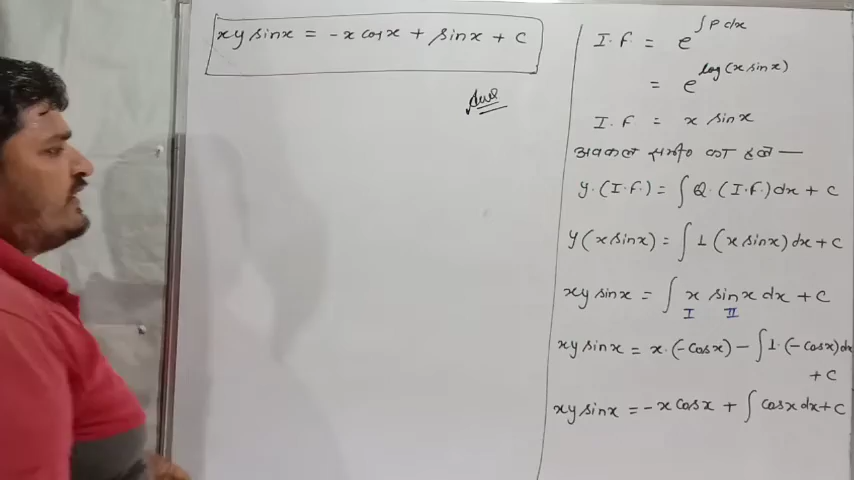 xy sinx = -x cosx + sinx + c
Ans
I.F. = e^∫P dx
= e^log(x sinx)
I.F = x sinx
अवकल समी० का हल —
y.(I.F.) = ∫Q.(I.F.)dx + c
y(x sinx) = ∫1(x sinx)dx + c
xy sinx = ∫ x sinx dx + c
I II
xy sinx = x.(-cosx) - ∫1.(-cosx)dx
+ c
xy sinx = -x cosx + ∫cosx dx + c